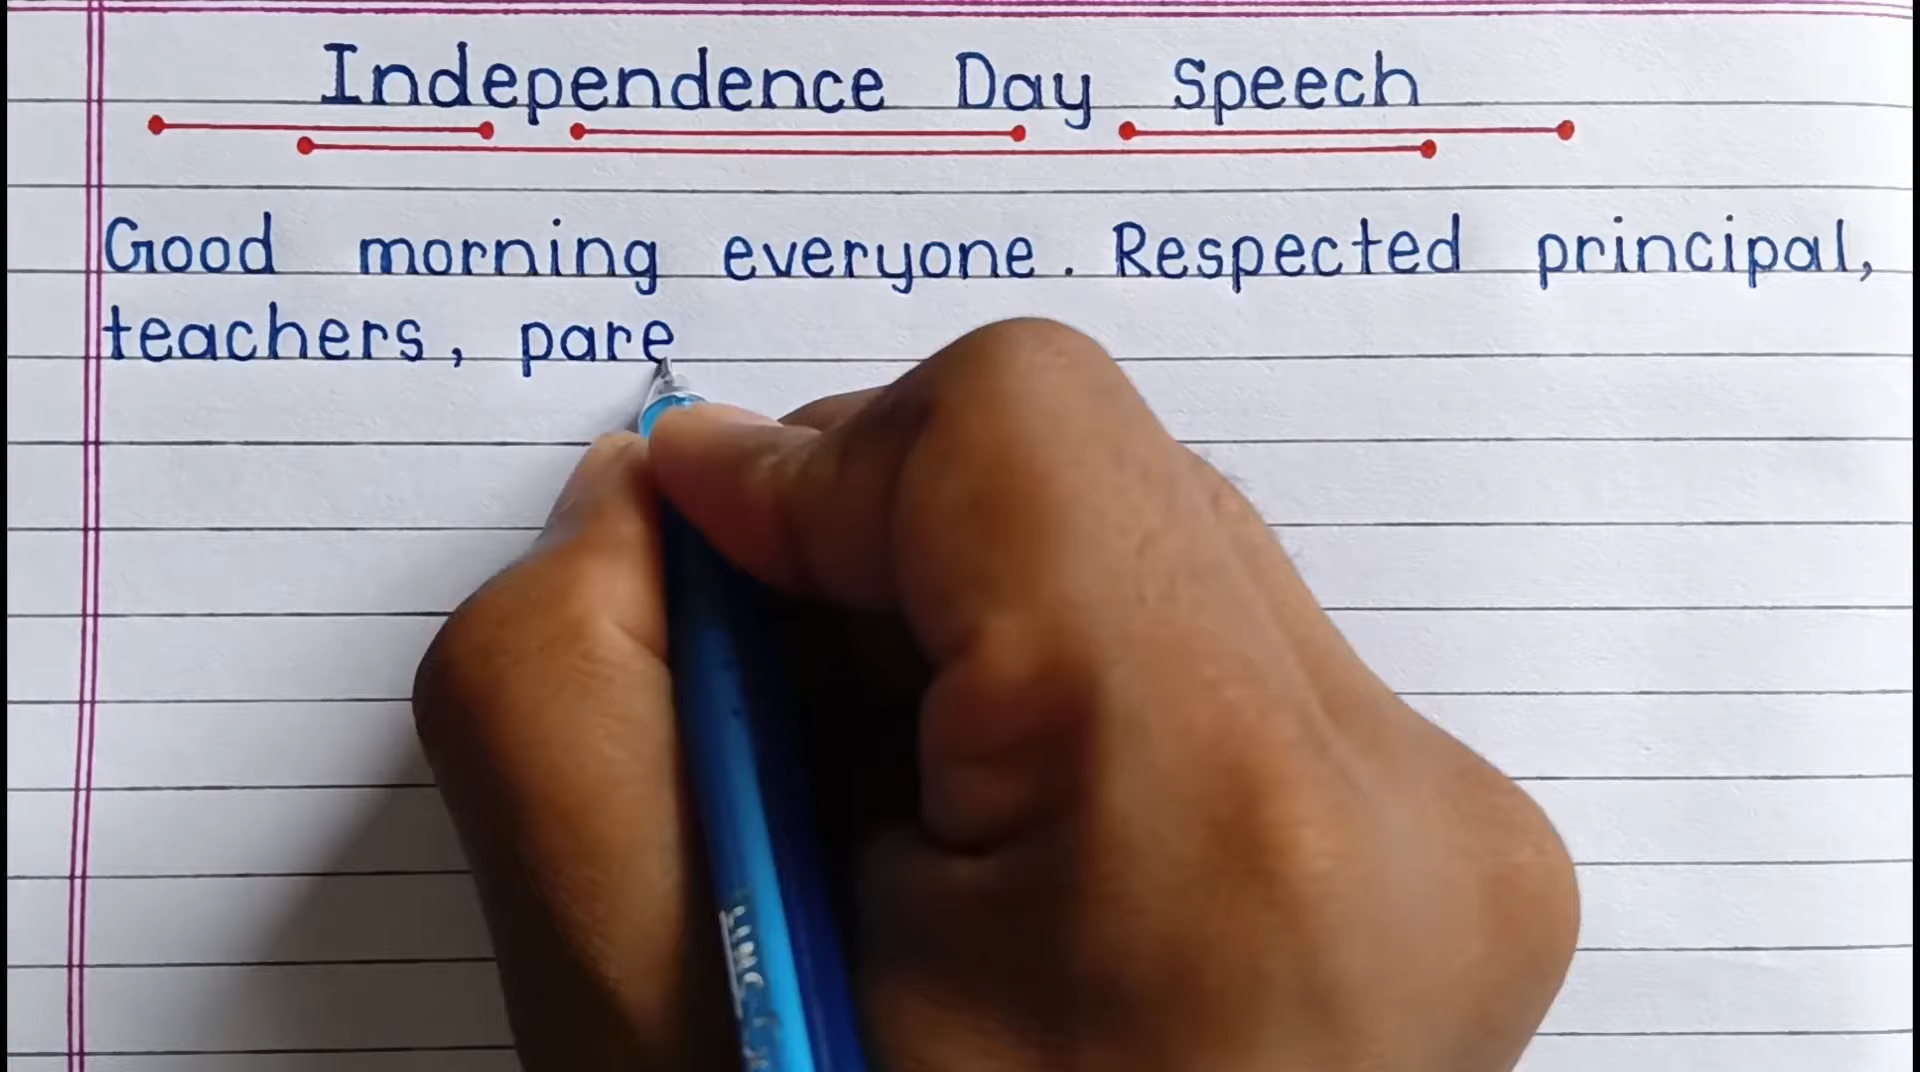 Independence Day Speech
Good morning everyone. Respected principal,
teachers, pare